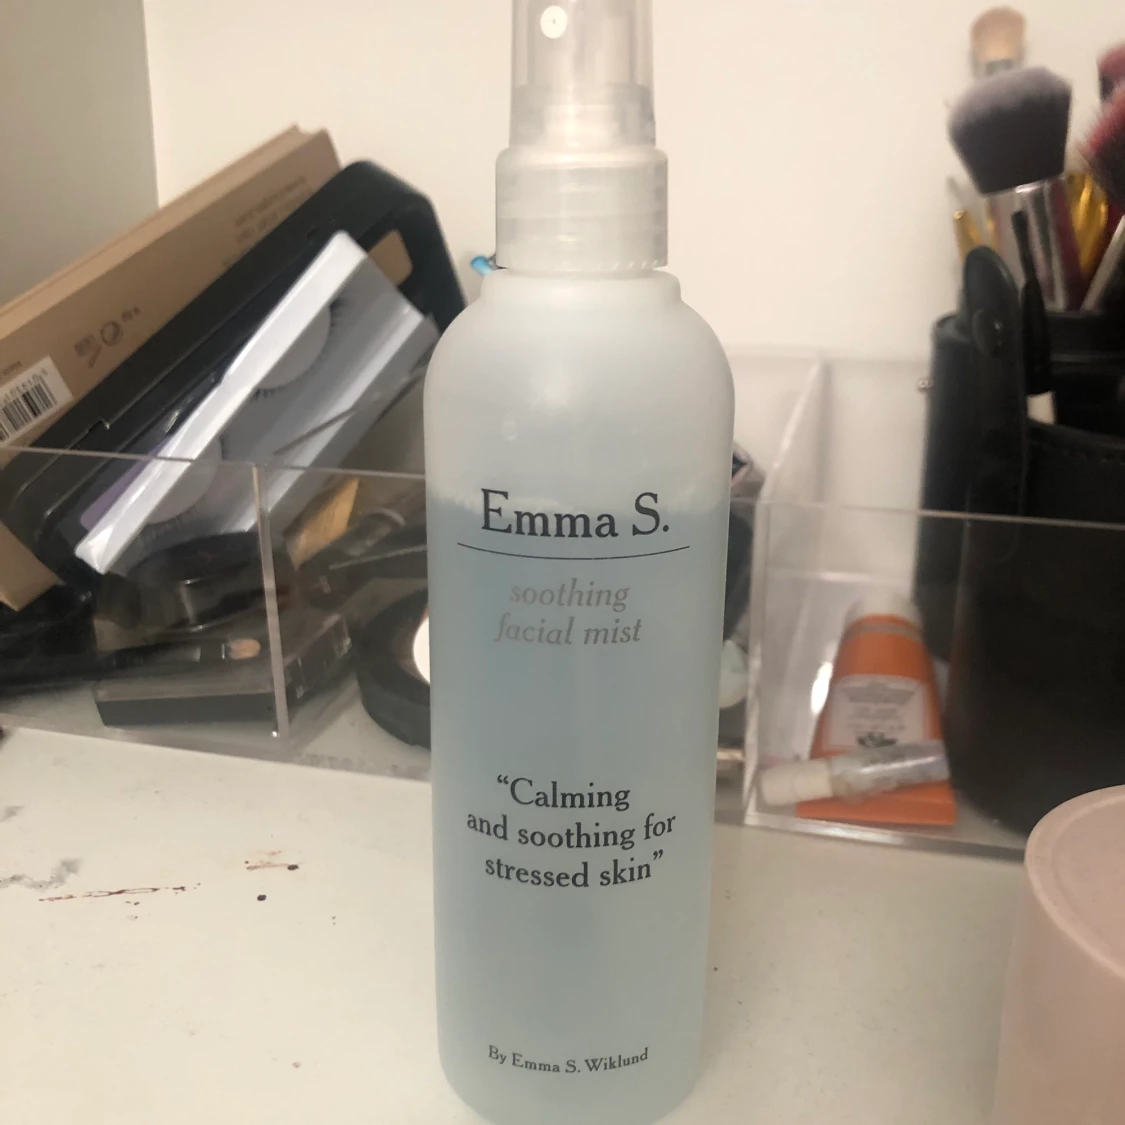 Emma S.
soothing
facial mist
“Calming
and soothing for
stressed skin”
By Emma S. Wiklund